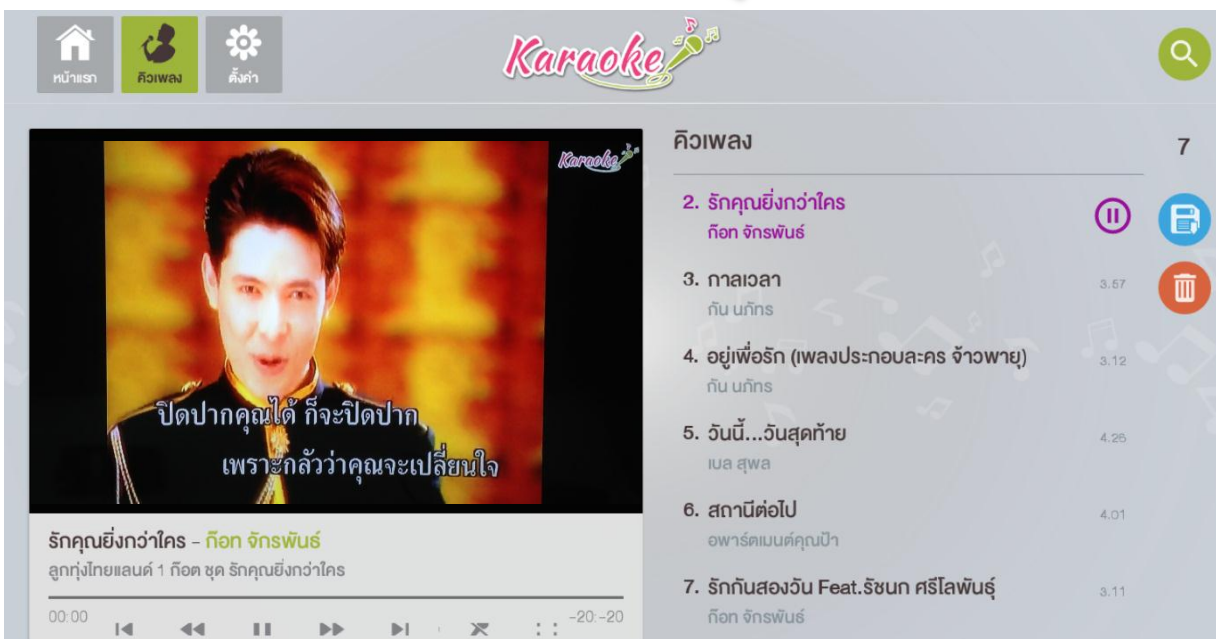 หน้าแรก
คิวเพลง
ตั้งค่า
Karaoke
Karaoke
ปิดปากคุณได้ ก็จะปิดปาก
เพราะกลัวว่าคุณจะเปลี่ยนใจ
รักคุณยิ่งกว่าใคร - ก๊อท จักรพันธ์
ลูกทุ่งไทยแลนด์ 1 ก๊อต ชุด รักคุณยิ่งกว่าใคร
00:00
-20:-20
คิวเพลง 7
2. รักคุณยิ่งกว่าใคร
ก๊อท จักรพันธ์
3. กาลเวลา 3.57
กัน นภัทร
4. อยู่เพื่อรัก (เพลงประกอบละคร จ้าวพายุ) 3.12
กัน นภัทร
5. วันนี้...วันสุดท้าย 4.26
เบล สุพล
6. สถานีต่อไป 4.01
อพาร์ตเมนต์คุณป้า
7. รักกันสองวัน Feat.รัชนก ศรีโลพันธุ์ 3.11
ก๊อท จักรพันธ์